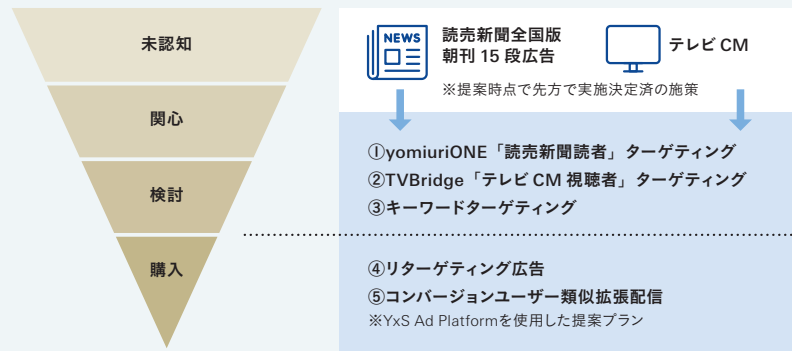 未認知
関心
検討
購入
NEWS
読売新聞全国版
朝刊 15 段広告
テレビ CM
※提案時点で先方で実施決定済の施策
①yomiuriONE「読売新聞読者」ターゲティング
②TVBridge「テレビ CM 視聴者」ターゲティング
③キーワードターゲティング
④リターゲティング広告
⑤コンバージョンユーザー類似拡張配信
※YxS Ad Platformを使用した提案プラン